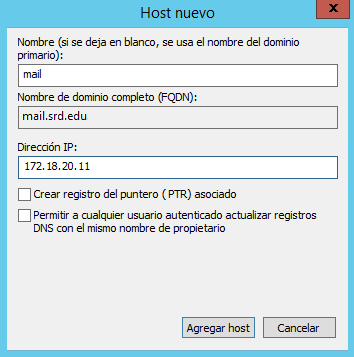 Host nuevo
x
Nombre (si se deja en blanco, se usa el nombre del dominio
primario):
mail
Nombre de dominio completo (FQDN):
mail.srd.edu
Dirección IP:
172.18.20.11
Crear registro del puntero ( PTR) asociado
Permitir a cualquier usuario autenticado actualizar registros
DNS con el mismo nombre de propietario
Agregar host
Cancelar